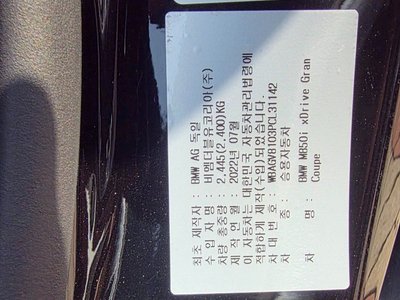 최초 제작자 : BMW AG 독일
수 입 자 명 : 비엠더블유코리아(주)
차량 총중량 : 2,445(2,400)KG
제 작 연 월 : 2022년 07월
이 자동차는 대한민국 자동차관리법령에
적합하게 제작(수입)되었습니다.
차 대 번 호 : WBAGV8103PCL31142
차 종 : 승용자동차
차 명 : BMW M850i xDrive Gran
Coupe